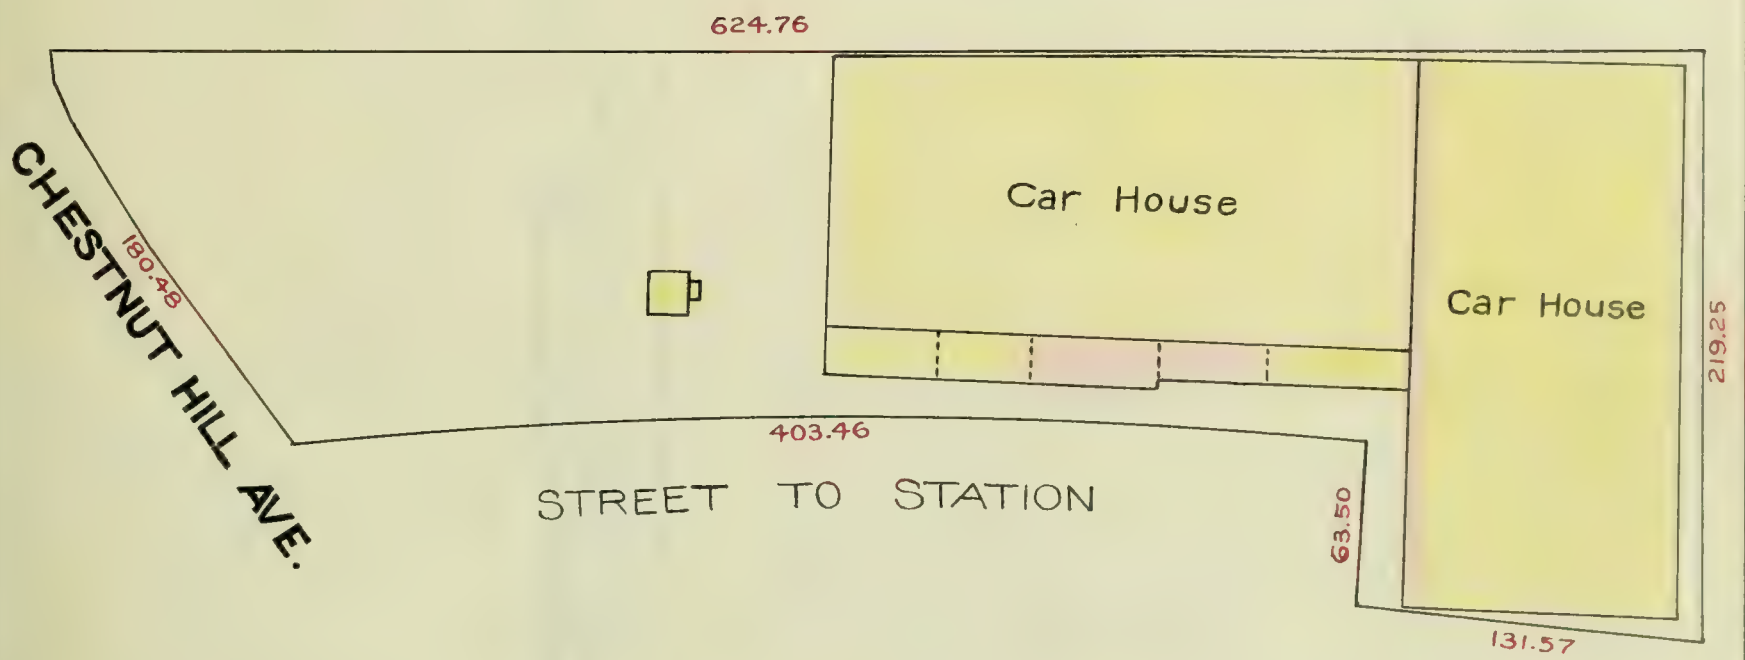 624.76
CHESTNUT HILL AVE.
180.48
Car House
Car House
219.25
403.46
STREET TO STATION
63.50
131.57